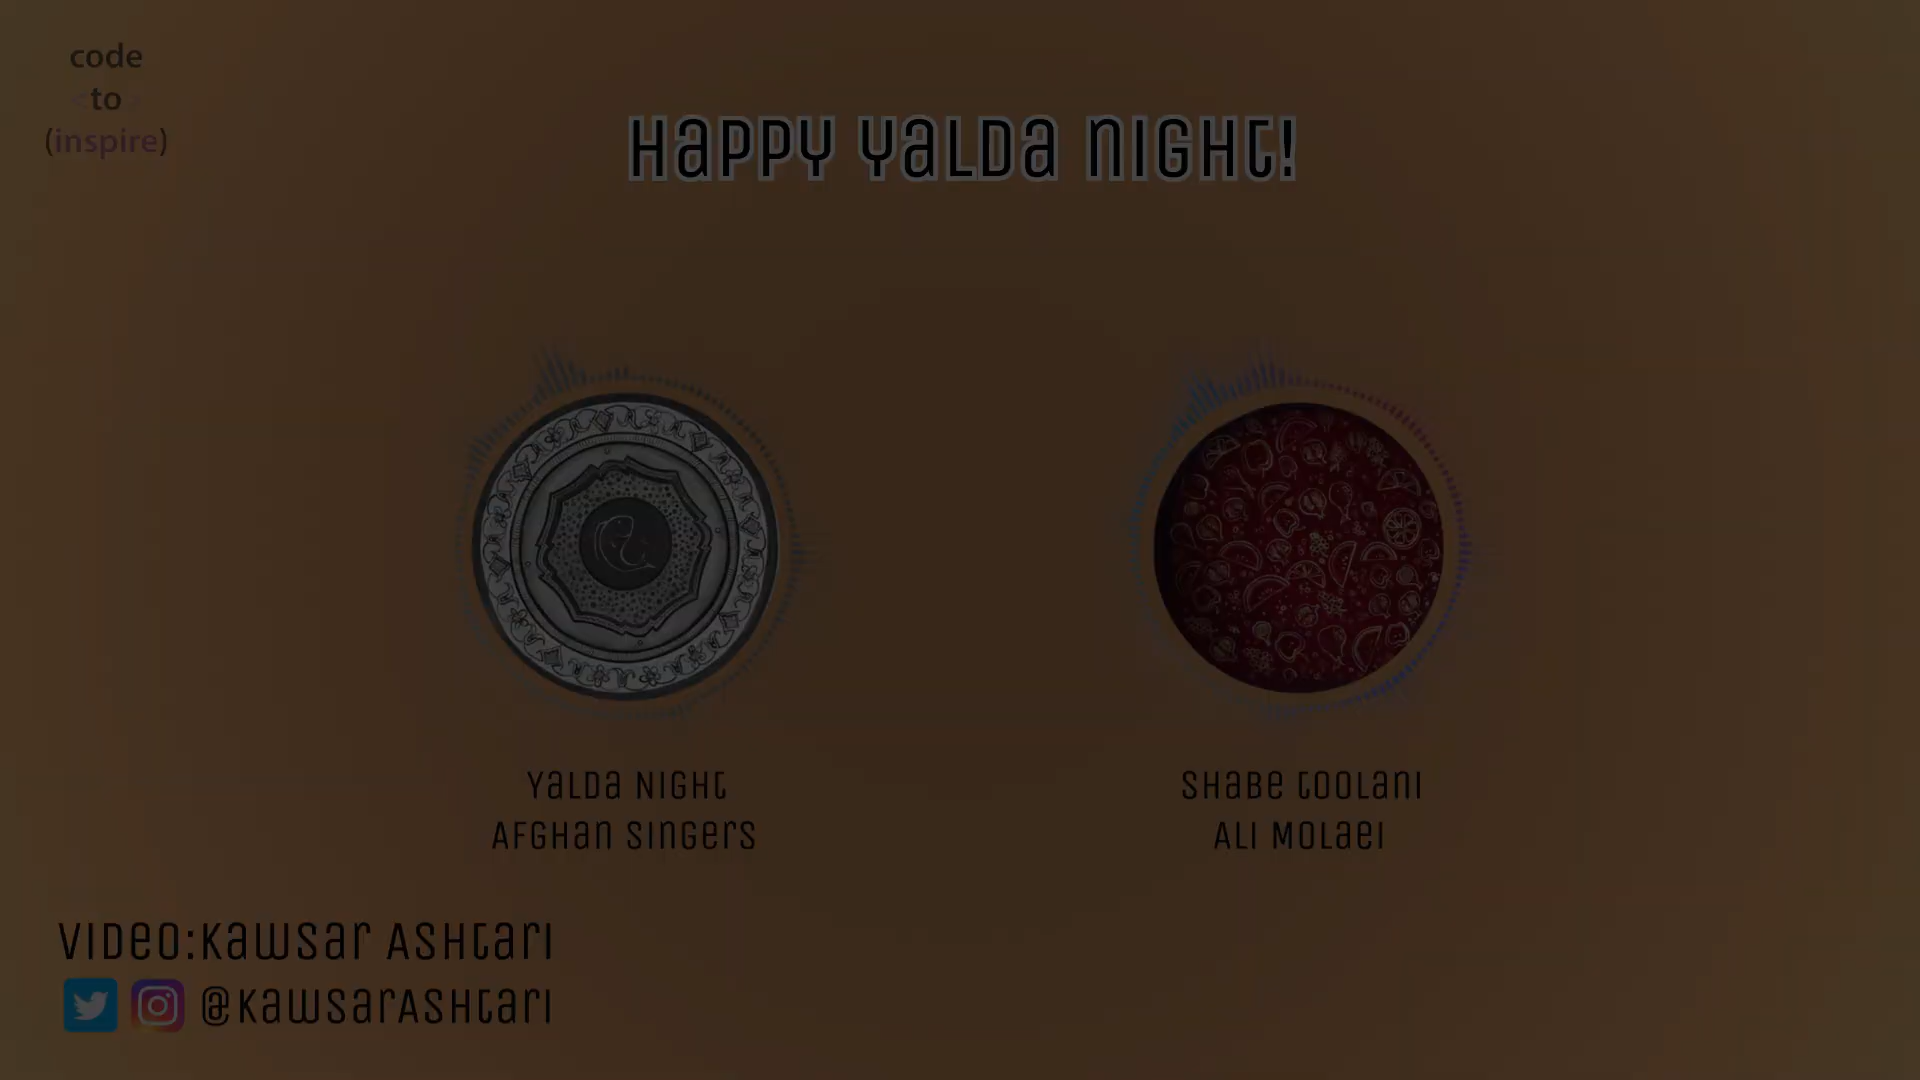 code
<to>
(inspire)
Happy Yalda Night!
Yalda Night
Afghan Singers
Shabe Toolani
Ali Molaei
Video:Kawsar Ashtari
@KawsarAshtari